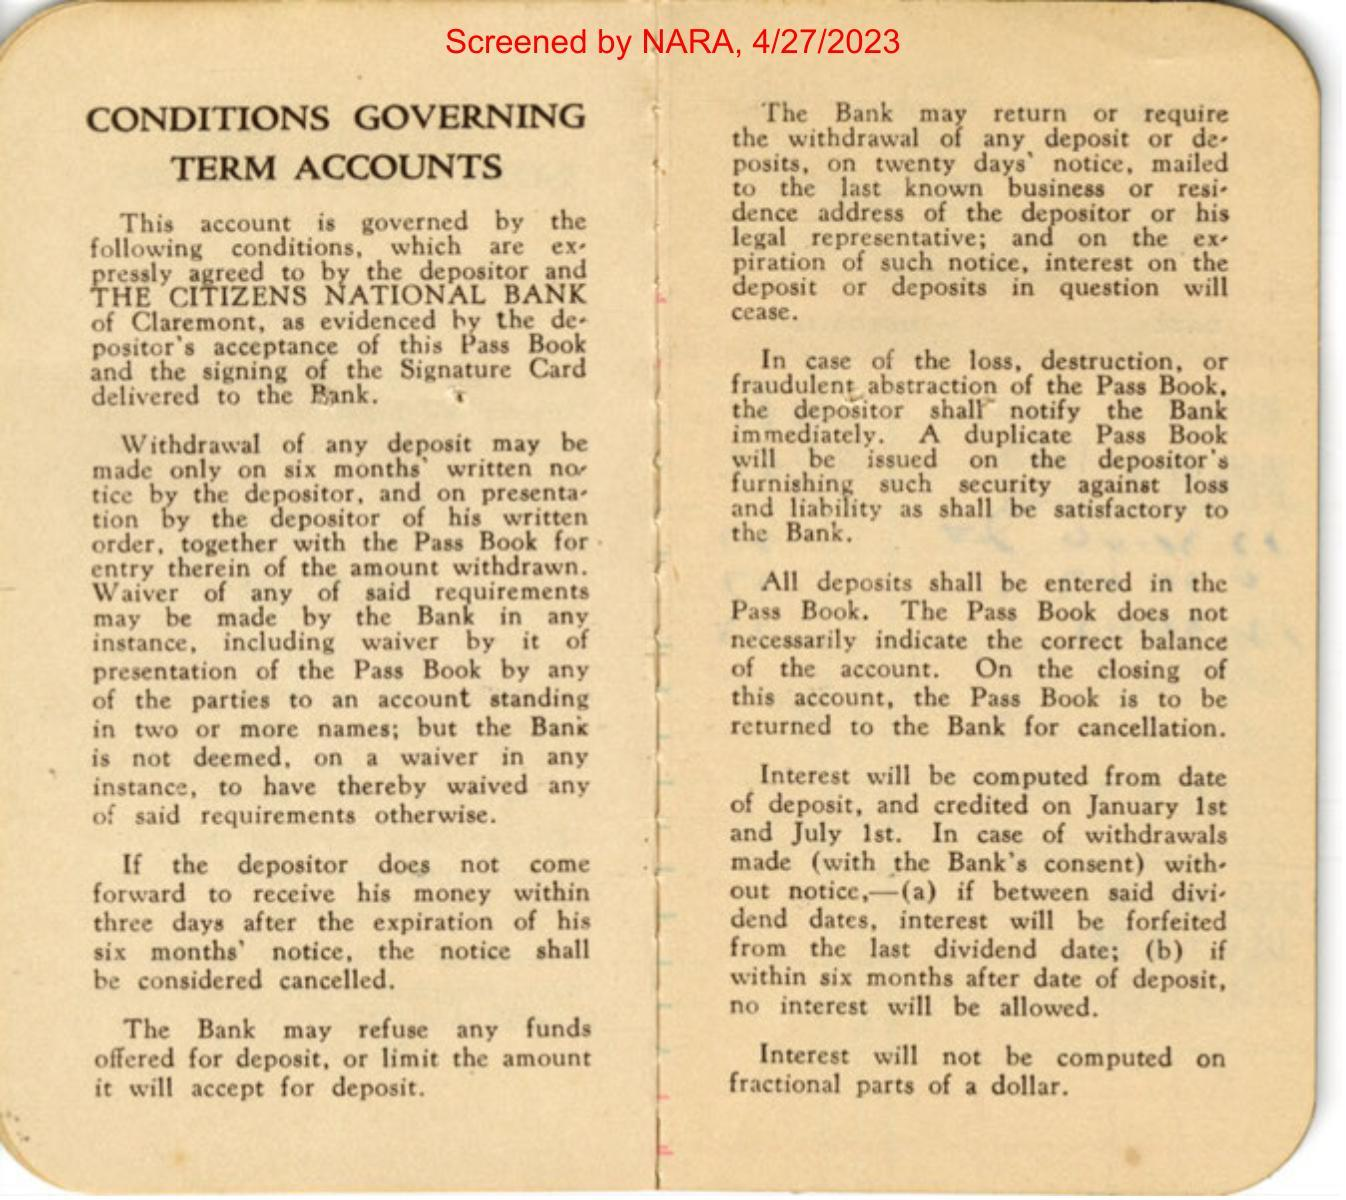 Screened by NARA, 4/27/2023
CONDITIONS GOVERNING
TERM ACCOUNTS
This account is governed by the
following conditions, which are ex-
pressly agreed to by the depositor and
THE CITIZENS NATIONAL BANK
of Claremont, as evidenced by the de-
positor's acceptance of this Pass Book
and the signing of the Signature Card
delivered to the Bank.
Withdrawal of any deposit may be
made only on six months' written no-
tice by the depositor, and on presenta-
tion by the depositor of his written
order, together with the Pass Book for
entry therein of the amount withdrawn.
Waiver of any of said requirements
may be made by the Bank in any
instance, including waiver by it of
presentation of the Pass Book by any
of the parties to an account standing
in two or more names; but the Bank
is not deemed, on a waiver in any
instance, to have thereby waived any
of said requirements otherwise.
If the depositor does not come
forward to receive his money within
three days after the expiration of his
six months' notice, the notice shall
be considered cancelled.
The Bank may refuse any funds
offered for deposit, or limit the amount
it will accept for deposit.
The Bank may return or require
the withdrawal of any deposit or de-
posits, on twenty days' notice, mailed
to the last known business or resi-
dence address of the depositor or his
legal representative; and on the ex-
piration of such notice, interest on the
deposit or deposits in question will
cease.
In case of the loss, destruction, or
fraudulent abstraction of the Pass Book,
the depositor shall notify the Bank
immediately. A duplicate Pass Book
will be issued on the depositor's
furnishing such security against loss
and liability as shall be satisfactory to
the Bank.
All deposits shall be entered in the
Pass Book. The Pass Book does not
necessarily indicate the correct balance
of the account. On the closing of
this account, the Pass Book is to be
returned to the Bank for cancellation.
Interest will be computed from date
of deposit, and credited on January 1st
and July 1st. In case of withdrawals
made (with the Bank's consent) with-
out notice,—(a) if between said divi-
dend dates, interest will be forfeited
from the last dividend date; (b) if
within six months after date of deposit,
no interest will be allowed.
Interest will not be computed on
fractional parts of a dollar.